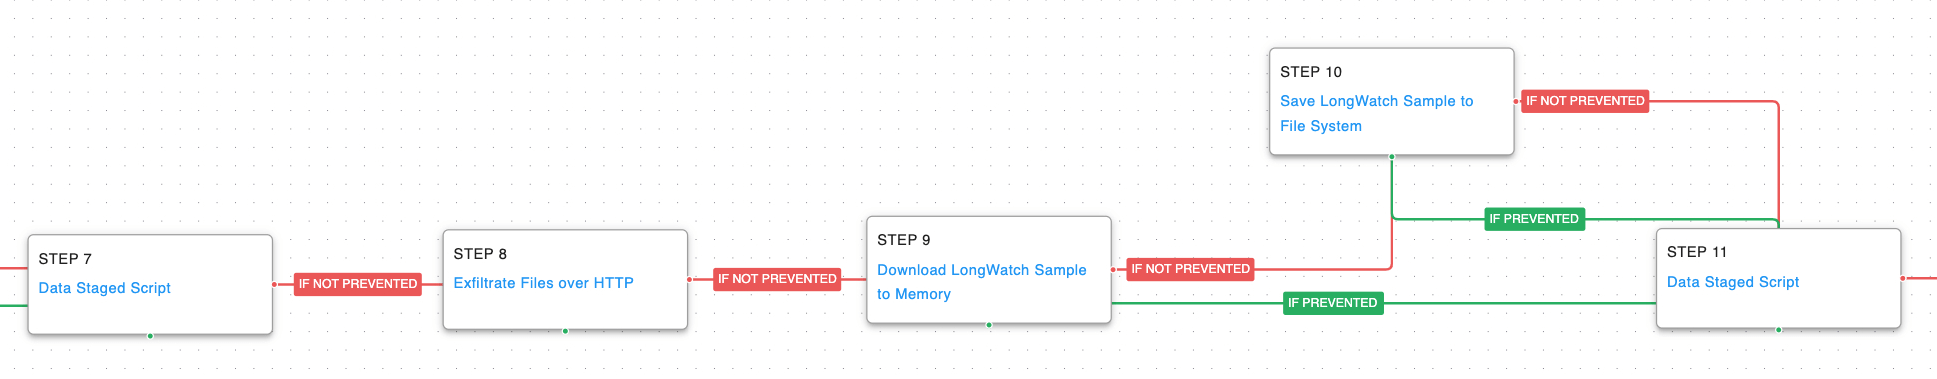 STEP 7
Data Staged Script
IF NOT PREVENTED
STEP 8
Exfiltrate Files over HTTP
IF NOT PREVENTED
STEP 9
Download LongWatch Sample
to Memory
IF NOT PREVENTED
IF PREVENTED
STEP 10
Save LongWatch Sample to
File System
IF NOT PREVENTED
IF PREVENTED
STEP 11
Data Staged Script